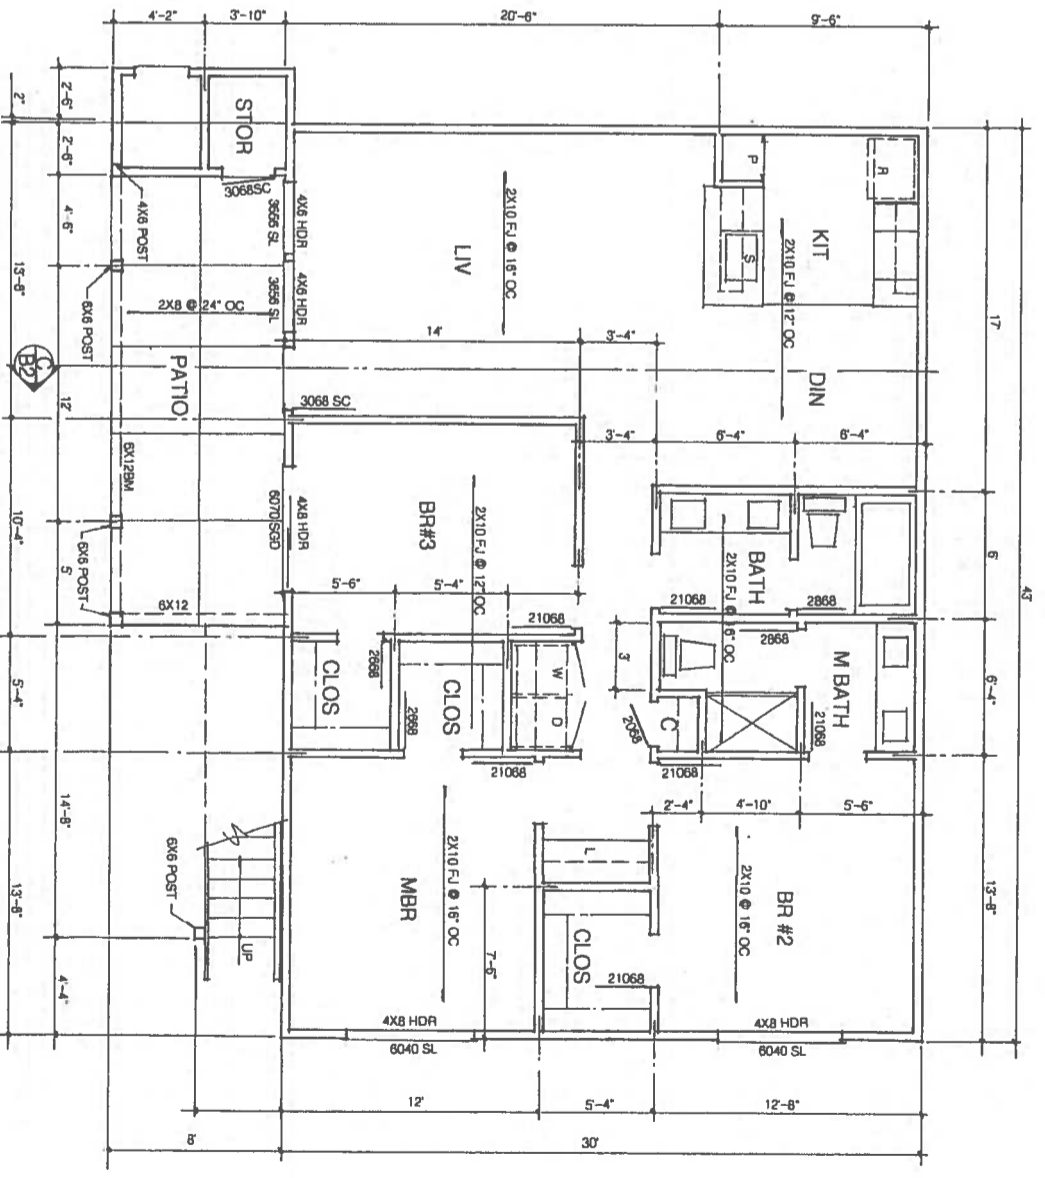 4'-2"
3'-10"
20'-6"
9'-6"
2"
2'-6"
2'-6"
4'-6"
13'-8"
12'
10'-4"
5'
5'-4"
14'-8"
13'-8"
4'-4"
C
B2
STOR
3068SC
4X6 POST
6X6 POST
2X8 @ 24" OC
PATIO
6X12BM
6X6 POST
6X12
6X6 POST
UP
4X6 HDR
4X6 HDR
3656 SL
LIV
2X10 FJ @ 16" OC
14'
3'-4"
3068 SC
P
R
S
KIT
2X10 FJ @ 12" OC
DIN
3'-4"
6'-4"
6'-4"
17'
43'
6070/SGD
4X8 HDR
BR#3
2X10 FJ @ 12" OC
5'-6"
5'-4"
21068
BATH
2X10 FJ @ 16" OC
21068
2868
2868
6'
CLOS
2668
CLOS
2668
W
D
3'
2068
C
M BATH
21068
6'-4"
21068
21068
2'-4"
4'-10"
5'-6"
MBR
2X10 FJ @ 16" OC
L
CLOS
7'-6"
21068
BR #2
2X10 @ 16" OC
13'-8"
4X8 HDR
6040 SL
4X8 HDR
6040 SL
12'
5'-4"
12'-8"
8'
30'